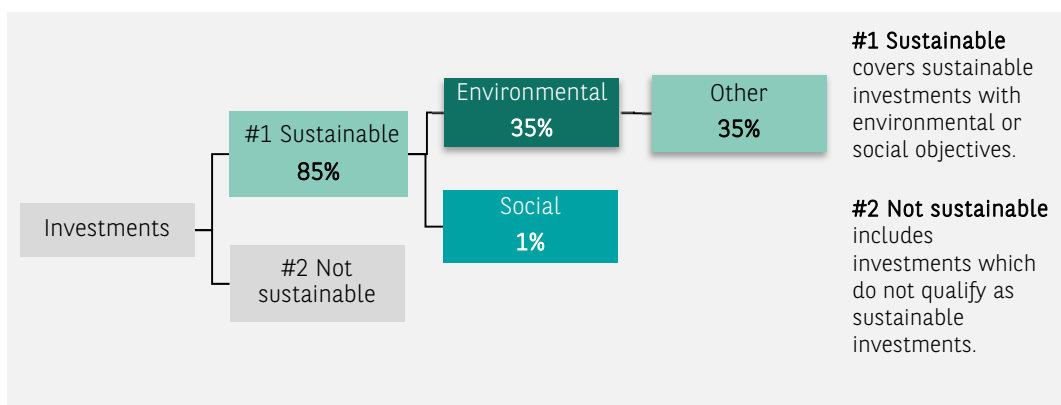 Investments
#1 Sustainable
85%
#2 Not
sustainable
Environmental
35%
Social
1%
Other
35%
#1 Sustainable
covers sustainable
investments with
environmental or
social objectives.
#2 Not sustainable
includes
investments which
do not qualify as
sustainable
investments.